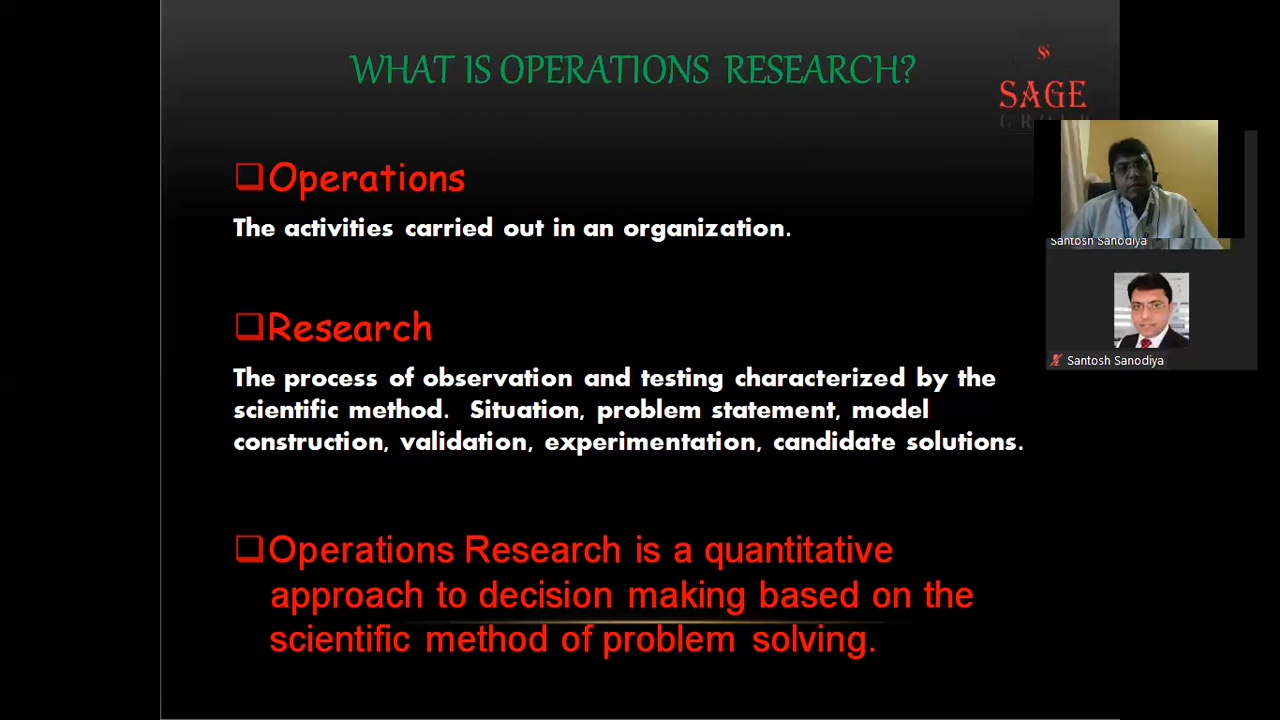 WHAT IS OPERATIONS RESEARCH?
SAGE
GROUP
Operations
The activities carried out in an organization.
Research
The process of observation and testing characterized by the
scientific method. Situation, problem statement, model
construction, validation, experimentation, candidate solutions.
Operations Research is a quantitative
approach to decision making based on the
scientific method of problem solving.
Santosh Sanodiya
Santosh Sanodiya